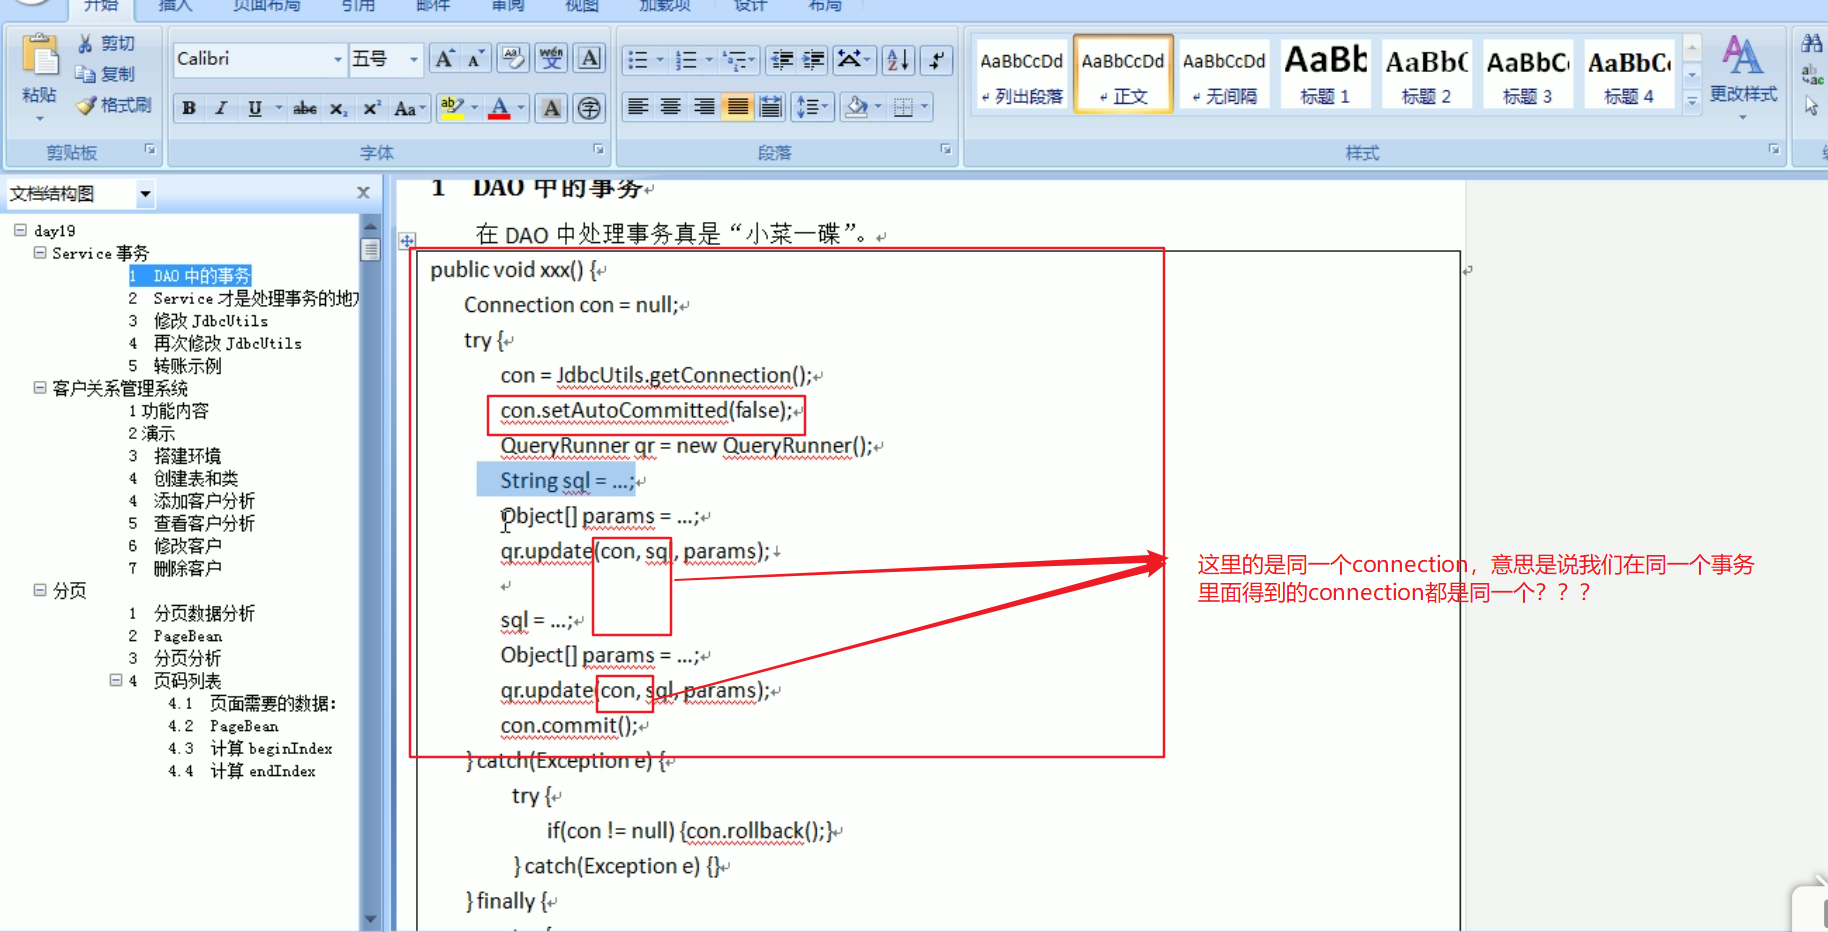 开始 插入 页面布局 引用 邮件 审阅 视图 加载项 设计 布局
粘贴 剪切 复制 格式刷
Calibri 五号
AaBbCcDd AaBbCcDd AaBbCcDd AaBb AaBbC AaBbC AaBbC
列出段落 正文 无间隔 标题 1 标题 2 标题 3 标题 4 更改样式
剪贴板 字体 段落 样式
文档结构图
day19
Service 事务
1 DAO 中的事务
2 Service 才是处理事务的地方
3 修改 JdbcUtils
4 再次修改 JdbcUtils
5 转账示例
客户关系管理系统
1 功能内容
2 演示
3 搭建环境
4 创建表和类
4 添加客户分析
5 查看客户分析
6 修改客户
7 删除客户
分页
1 分页数据分析
2 PageBean
3 分页分析
4 页码列表
4.1 页面需要的数据：
4.2 PageBean
4.3 计算 beginIndex
4.4 计算 endIndex
1 DAO 中的事务
在 DAO 中处理事务真是“小菜一碟”。
public void xxx() {
Connection con = null;
try {
con = JdbcUtils.getConnection();
con.setAutoCommitted(false);
QueryRunner qr = new QueryRunner();
String sql = ...;
Object[] params = ...;
qr.update(con, sql, params);
sql = ...;
Object[] params = ...;
qr.update(con, sql, params);
con.commit();
} catch(Exception e) {
try {
if(con != null) {con.rollback();}
} catch(Exception e) {}
} finally {
这里的是同一个connection，意思是说我们在同一个事务
里面得到的connection都是同一个？？？